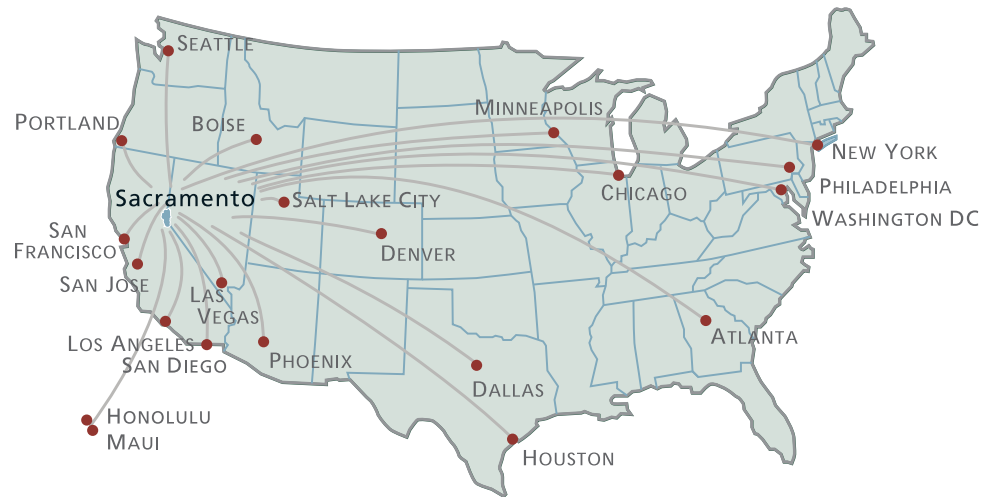 SEATTLE
MINNEAPOLIS
PORTLAND
BOISE
NEW YORK
PHILADELPHIA
CHICAGO
Sacramento
SALT LAKE CITY
WASHINGTON DC
SAN
FRANCISCO
DENVER
SAN JOSE
LAS
VEGAS
ATLANTA
LOS ANGELES
SAN DIEGO
PHOENIX
DALLAS
HONOLULU
MAUI
HOUSTON